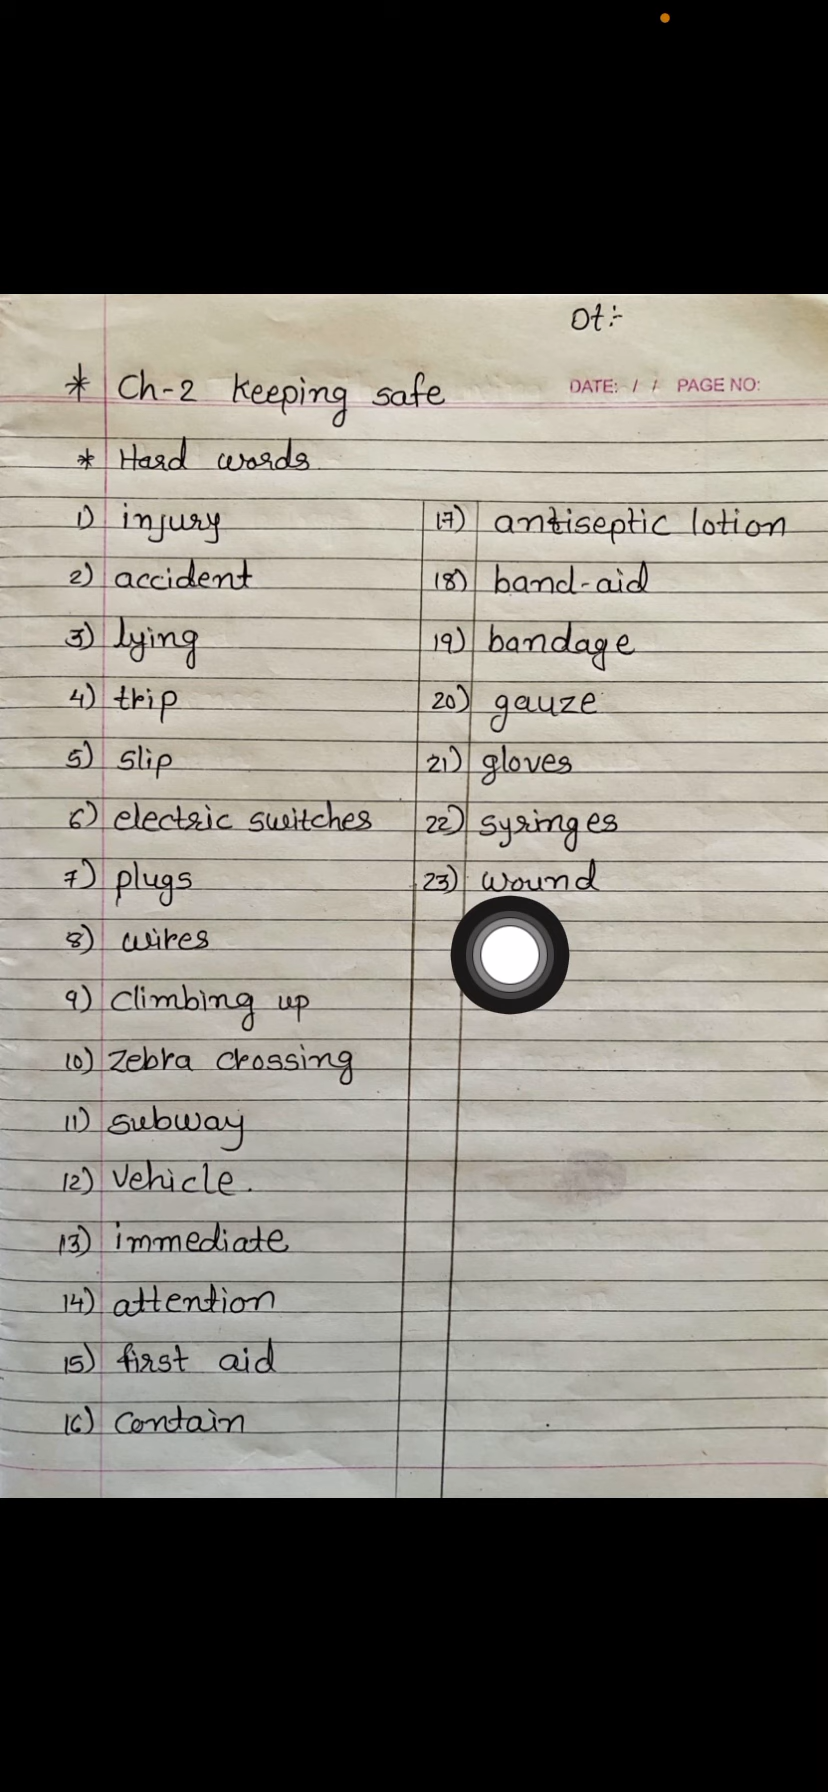 Dt:-
* Ch-2 keeping safe
DATE: / / PAGE NO:
* Hard words
1) injury
2) accident
3) lying
4) trip
5) slip
6) electric switches
7) plugs
8) wires
9) climbing up
10) zebra crossing
11) subway
12) vehicle.
13) immediate
14) attention
15) first aid
16) contain
17) antiseptic lotion
18) band-aid
19) bandage
20) gauze
21) gloves
22) syringes
23) wound